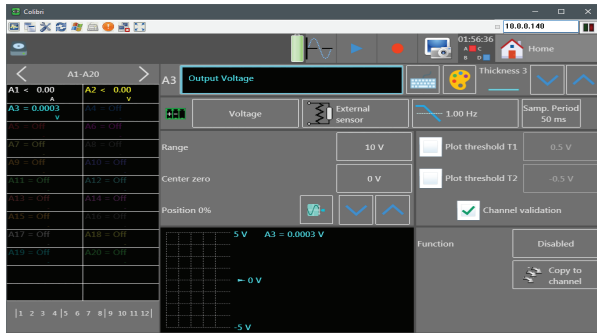 Colibri
10.0.0.140
01:56:36
A C
B D
Home
A1-A20
A3 Output Voltage
Thickness 3
A1 < 0.00 A
A2 < 0.00 V
A3 = 0.0003 V
A4 = Off
A5 = Off
A6 = Off
A7 = Off
A8 = Off
A9 = Off
A10 = Off
A11 = Off
A12 = Off
A13 = Off
A14 = Off
A15 = Off
A16 = Off
A17 = Off
A18 = Off
A19 = Off
A20 = Off
|1 2 3 4|5 6 7 8|9 10 11 12|
Voltage
External
sensor
1.00 Hz
Samp. Period
50 ms
Range
10 V
Center zero
0 V
Position 0%
Plot threshold T1
0.5 V
Plot threshold T2
-0.5 V
Channel validation
5 V A3 = 0.0003 V
0 V
-5 V
Function
Disabled
Copy to
channel